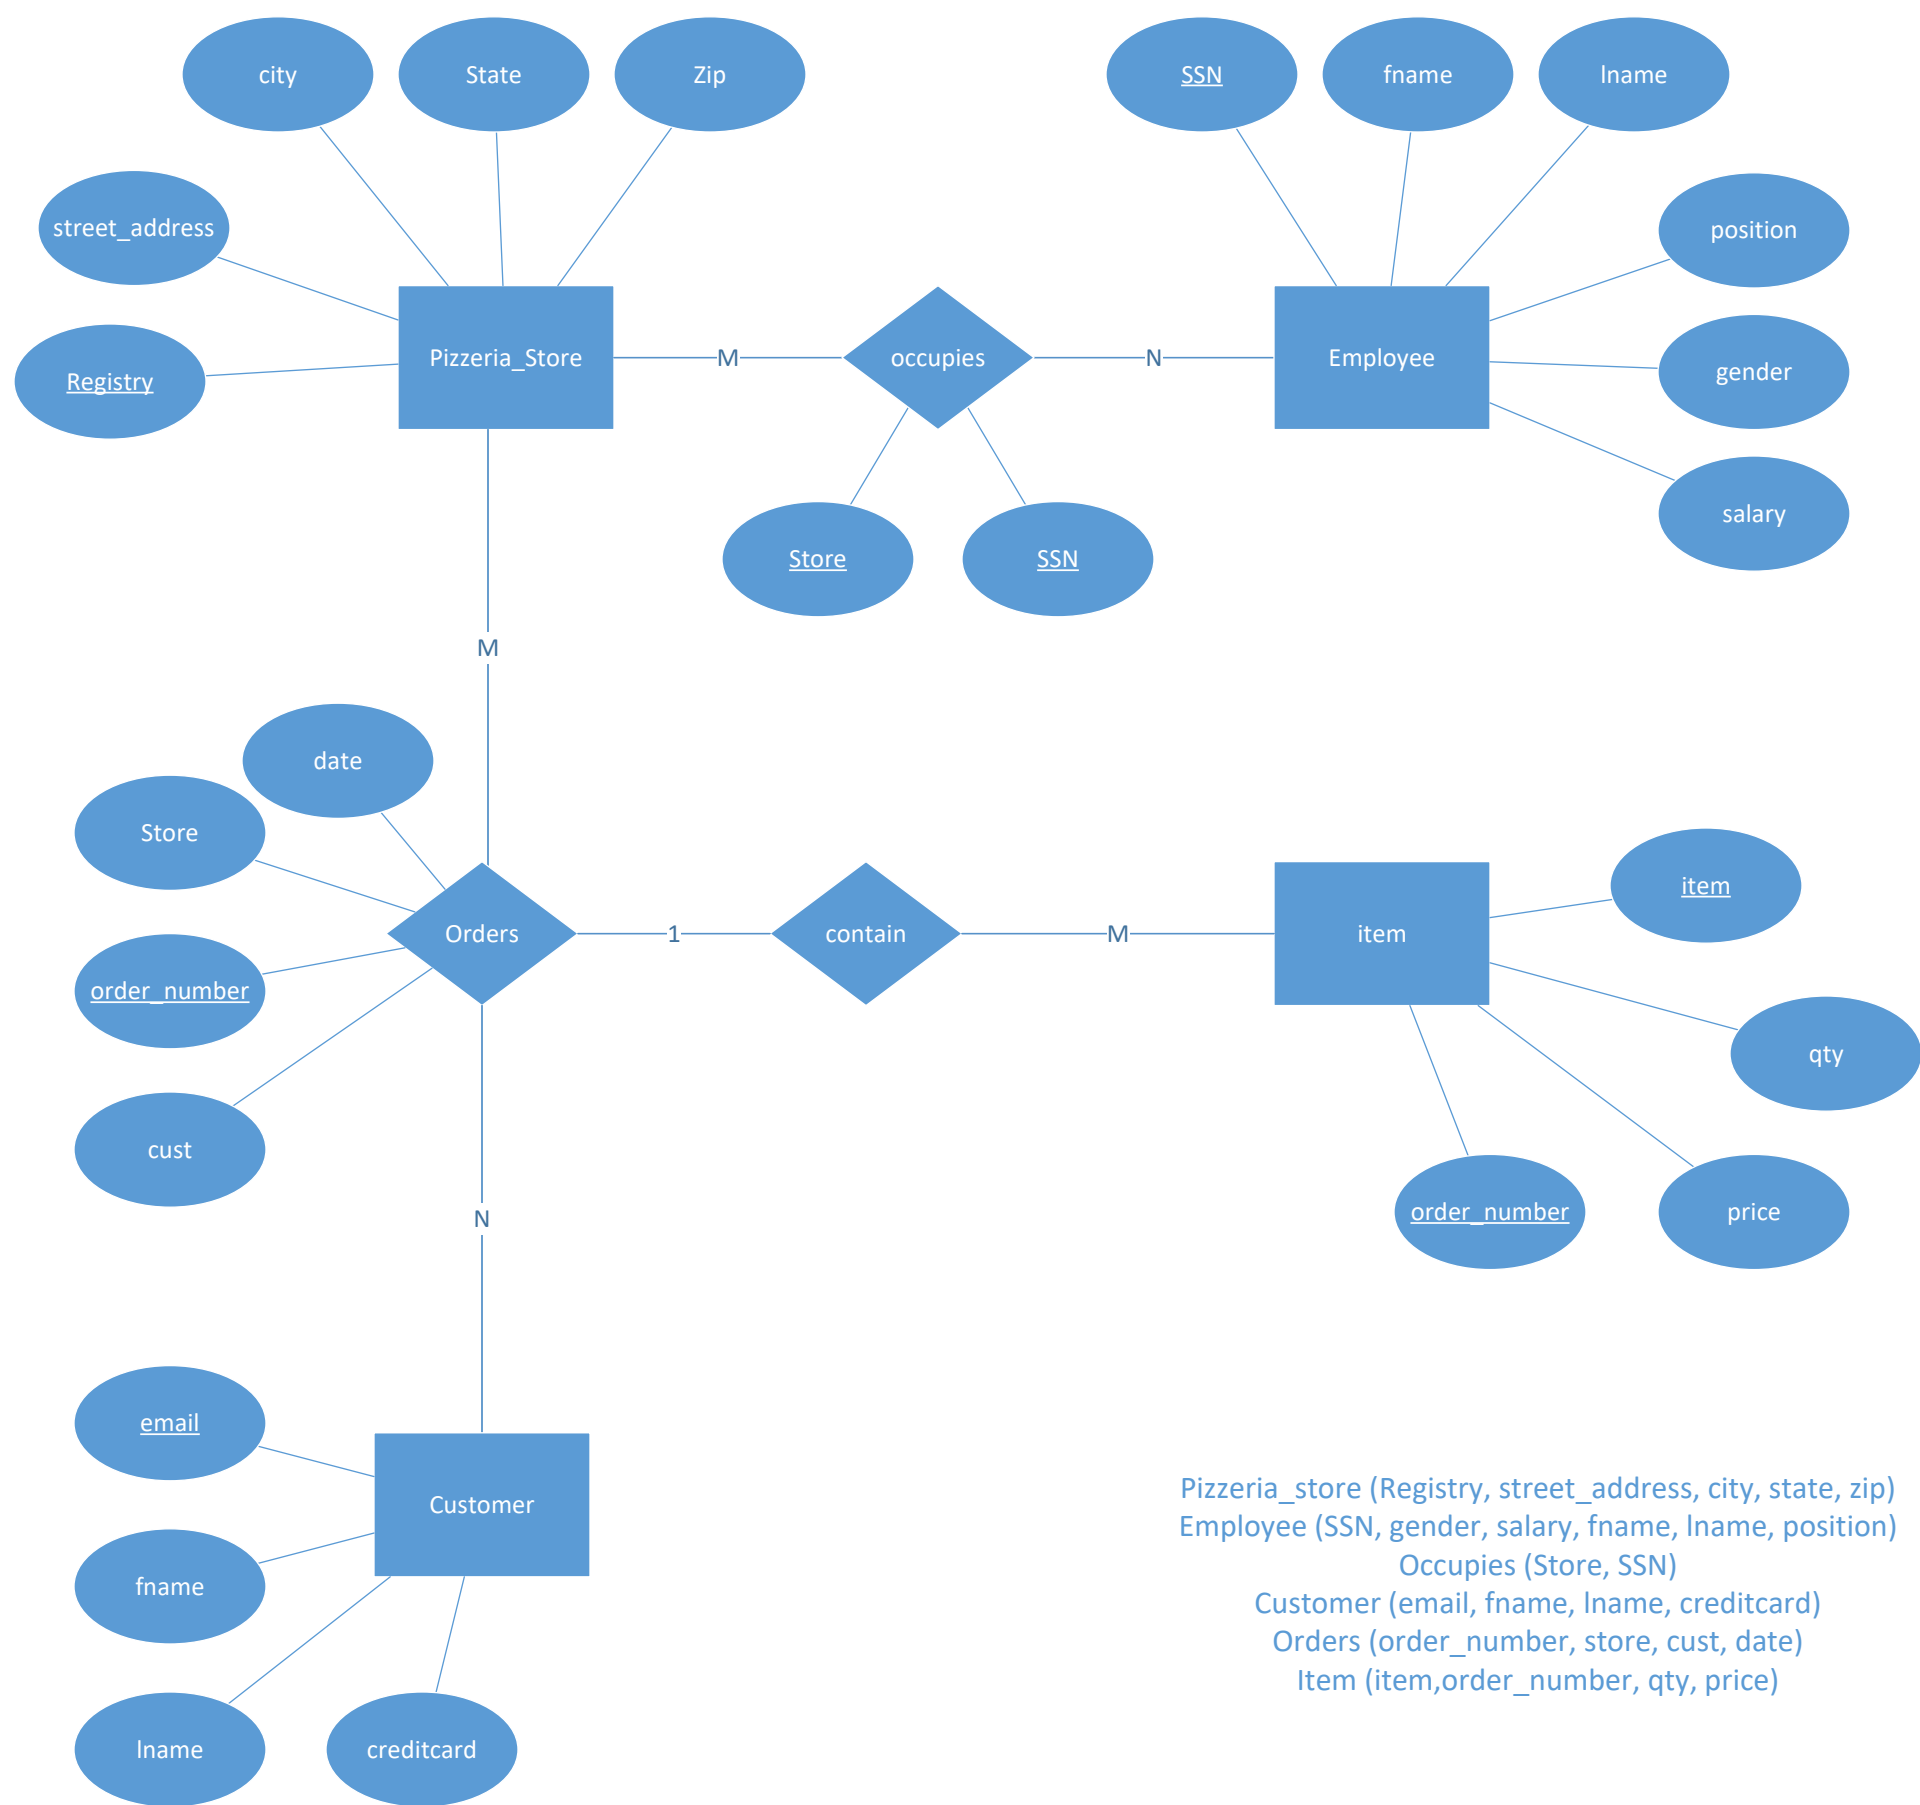 city
State
Zip
SSN
fname
lname
street_address
position
Registry
Pizzeria_Store
M
occupies
N
Employee
gender
salary
Store
SSN
M
date
Store
Orders
1
contain
M
item
item
order_number
qty
cust
order_number
price
N
email
Customer
fname
lname
creditcard
Pizzeria_store (Registry, street_address, city, state, zip)
Employee (SSN, gender, salary, fname, lname, position)
Occupies (Store, SSN)
Customer (email, fname, lname, creditcard)
Orders (order_number, store, cust, date)
Item (item,order_number, qty, price)